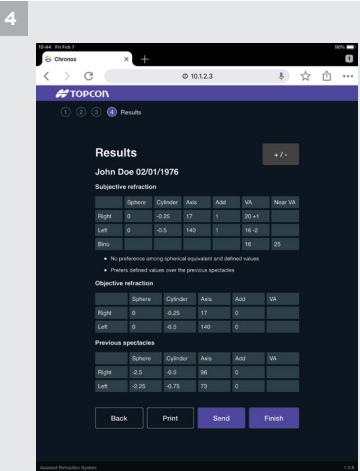 4
10:44 Fri Feb 7
90%
Chronos
10.1.2.3
TOPCON
1 2 3 4 Results
Results
+ / -
John Doe 02/01/1976
Subjective refraction
Sphere Cylinder Axis Add VA Near VA
Right 0 -0.25 17 1 20 +1
Left 0 -0.5 140 1 16 -2
Bino 16 25
No preference among spherical equivalent and defined values
Prefers defined values over the previous spectacles
Objective refraction
Sphere Cylinder Axis Add VA
Right 0 -0.25 17 0
Left 0 -0.5 140 0
Previous spectacles
Sphere Cylinder Axis Add VA
Right -2.5 -0.5 96 0
Left -2.25 -0.75 73 0
Back Print Send Finish
Assisted Refraction System
1.0.8